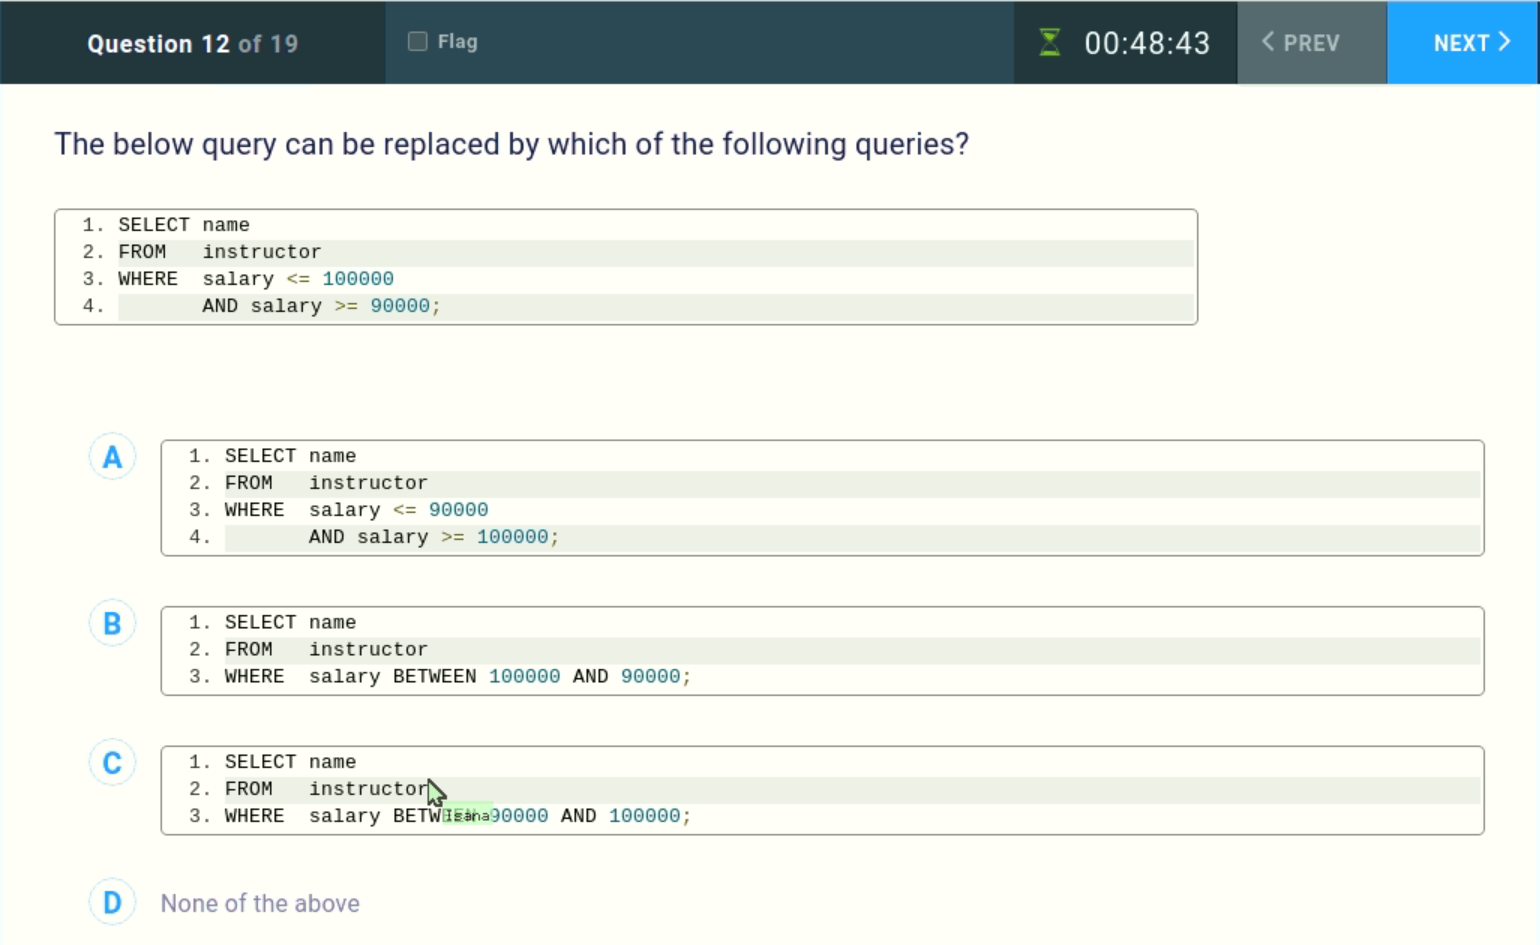 Question 12 of 19
Flag
00:48:43
PREV
NEXT
The below query can be replaced by which of the following queries?
1. SELECT name
2. FROM   instructor
3. WHERE  salary <= 100000
4.        AND salary >= 90000;
A
1. SELECT name
2. FROM   instructor
3. WHERE  salary <= 90000
4.        AND salary >= 100000;
B
1. SELECT name
2. FROM   instructor
3. WHERE  salary BETWEEN 100000 AND 90000;
C
1. SELECT name
2. FROM   instructor
3. WHERE  salary BETWEEN 90000 AND 100000;
D
None of the above